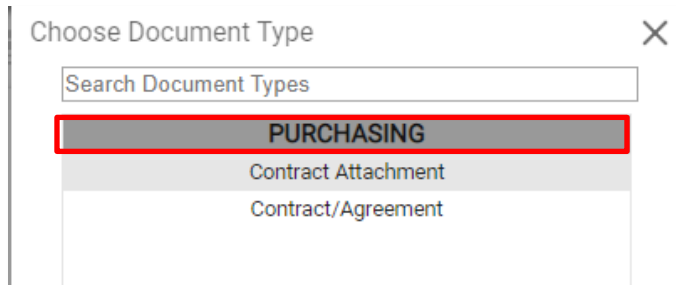 Choose Document Type
Search Document Types
PURCHASING
Contract Attachment
Contract/Agreement